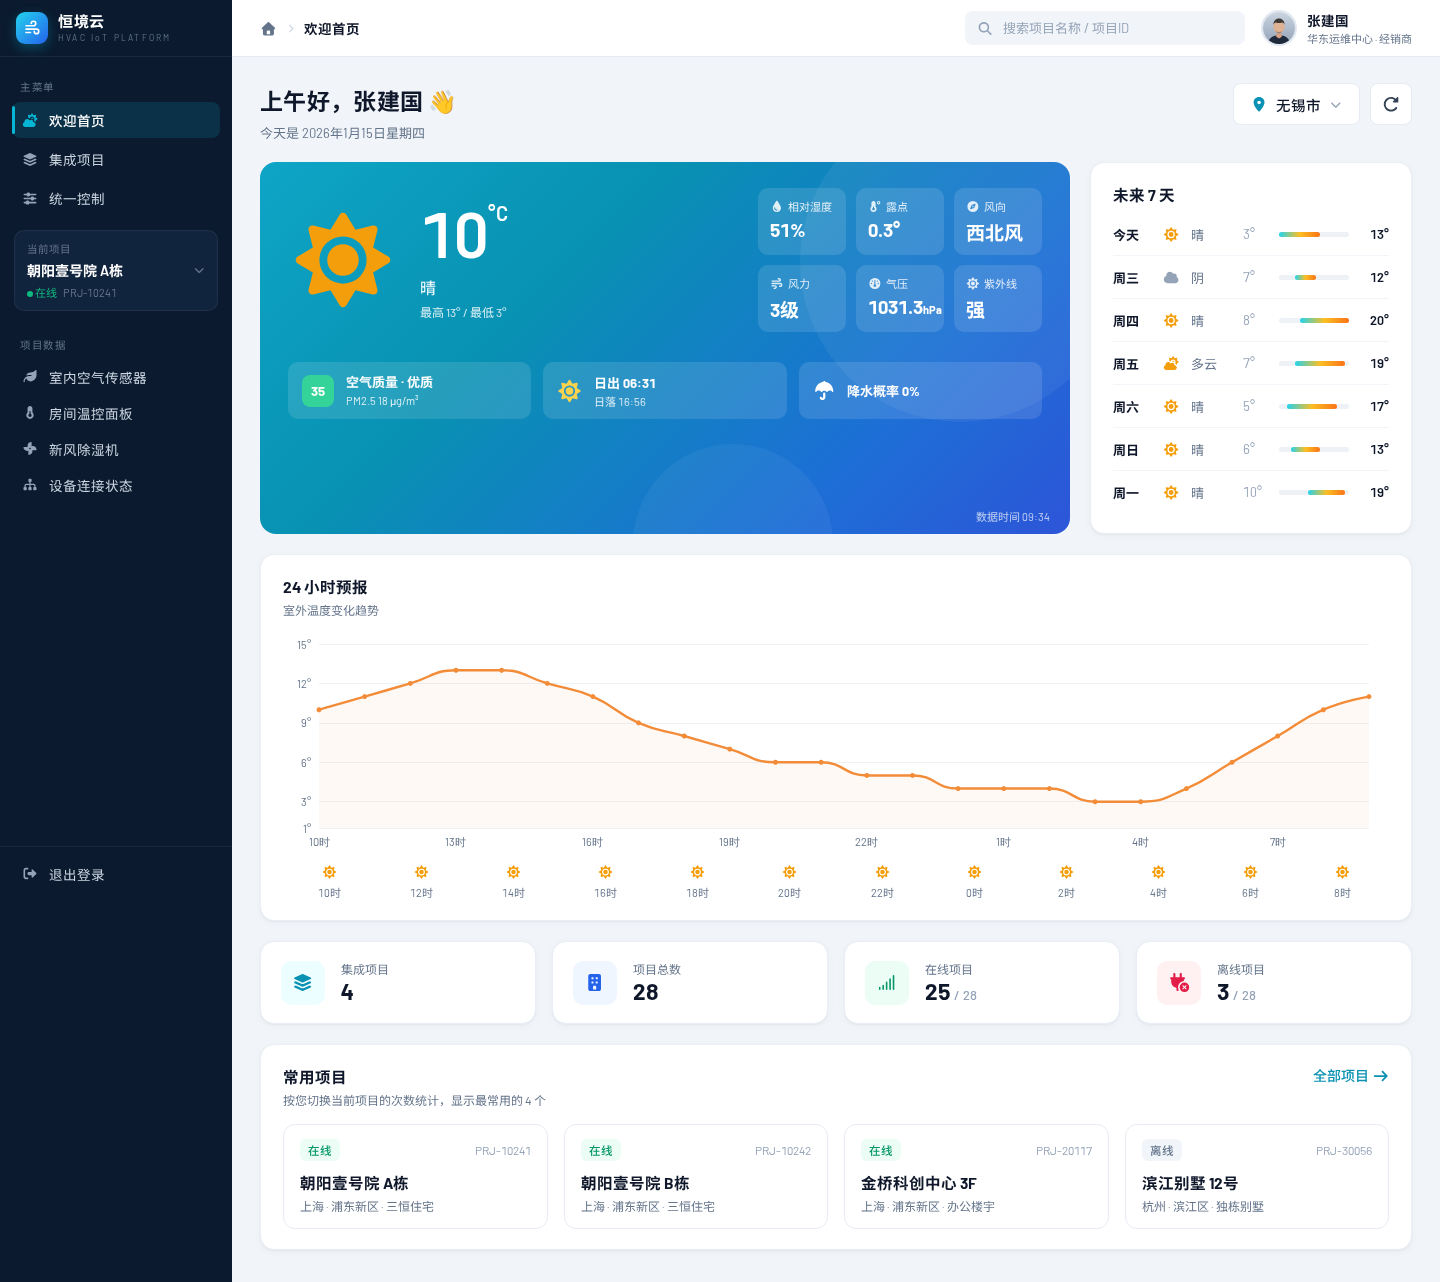 恒境云
HVAC IoT PLATFORM
主菜单
欢迎首页
集成项目
统一控制
当前项目
朝阳壹号院 A栋
在线 PRJ-10241
项目数据
室内空气传感器
房间温控面板
新风除湿机
设备连接状态
退出登录
欢迎首页
搜索项目名称 / 项目ID
张建国
华东运维中心 · 经销商
上午好，张建国 👋
今天是 2026年1月15日星期四
无锡市
10°C
晴
最高 13° / 最低 3°
相对湿度
51%
露点
0.3°
风向
西北风
风力
3级
气压
1031.3hPa
紫外线
强
35
空气质量 · 优质
PM2.5 18 μg/m³
日出 06:31
日落 16:56
降水概率 0%
数据时间 09:34
未来 7 天
今天 晴 3° 13°
周三 阴 7° 12°
周四 晴 8° 20°
周五 多云 7° 19°
周六 晴 5° 17°
周日 晴 6° 13°
周一 晴 10° 19°
24 小时预报
室外温度变化趋势
15°
12°
9°
6°
3°
1°
10时 13时 16时 19时 22时 1时 4时 7时
10时 12时 14时 16时 18时 20时 22时 0时 2时 4时 6时 8时
集成项目
4
项目总数
28
在线项目
25 / 28
离线项目
3 / 28
常用项目
全部项目
按您切换当前项目的次数统计，显示最常用的 4 个
在线 PRJ-10241
朝阳壹号院 A栋
上海 · 浦东新区 · 三恒住宅
在线 PRJ-10242
朝阳壹号院 B栋
上海 · 浦东新区 · 三恒住宅
在线 PRJ-20117
金桥科创中心 3F
上海 · 浦东新区 · 办公楼宇
离线 PRJ-30056
滨江别墅 12号
杭州 · 滨江区 · 独栋别墅